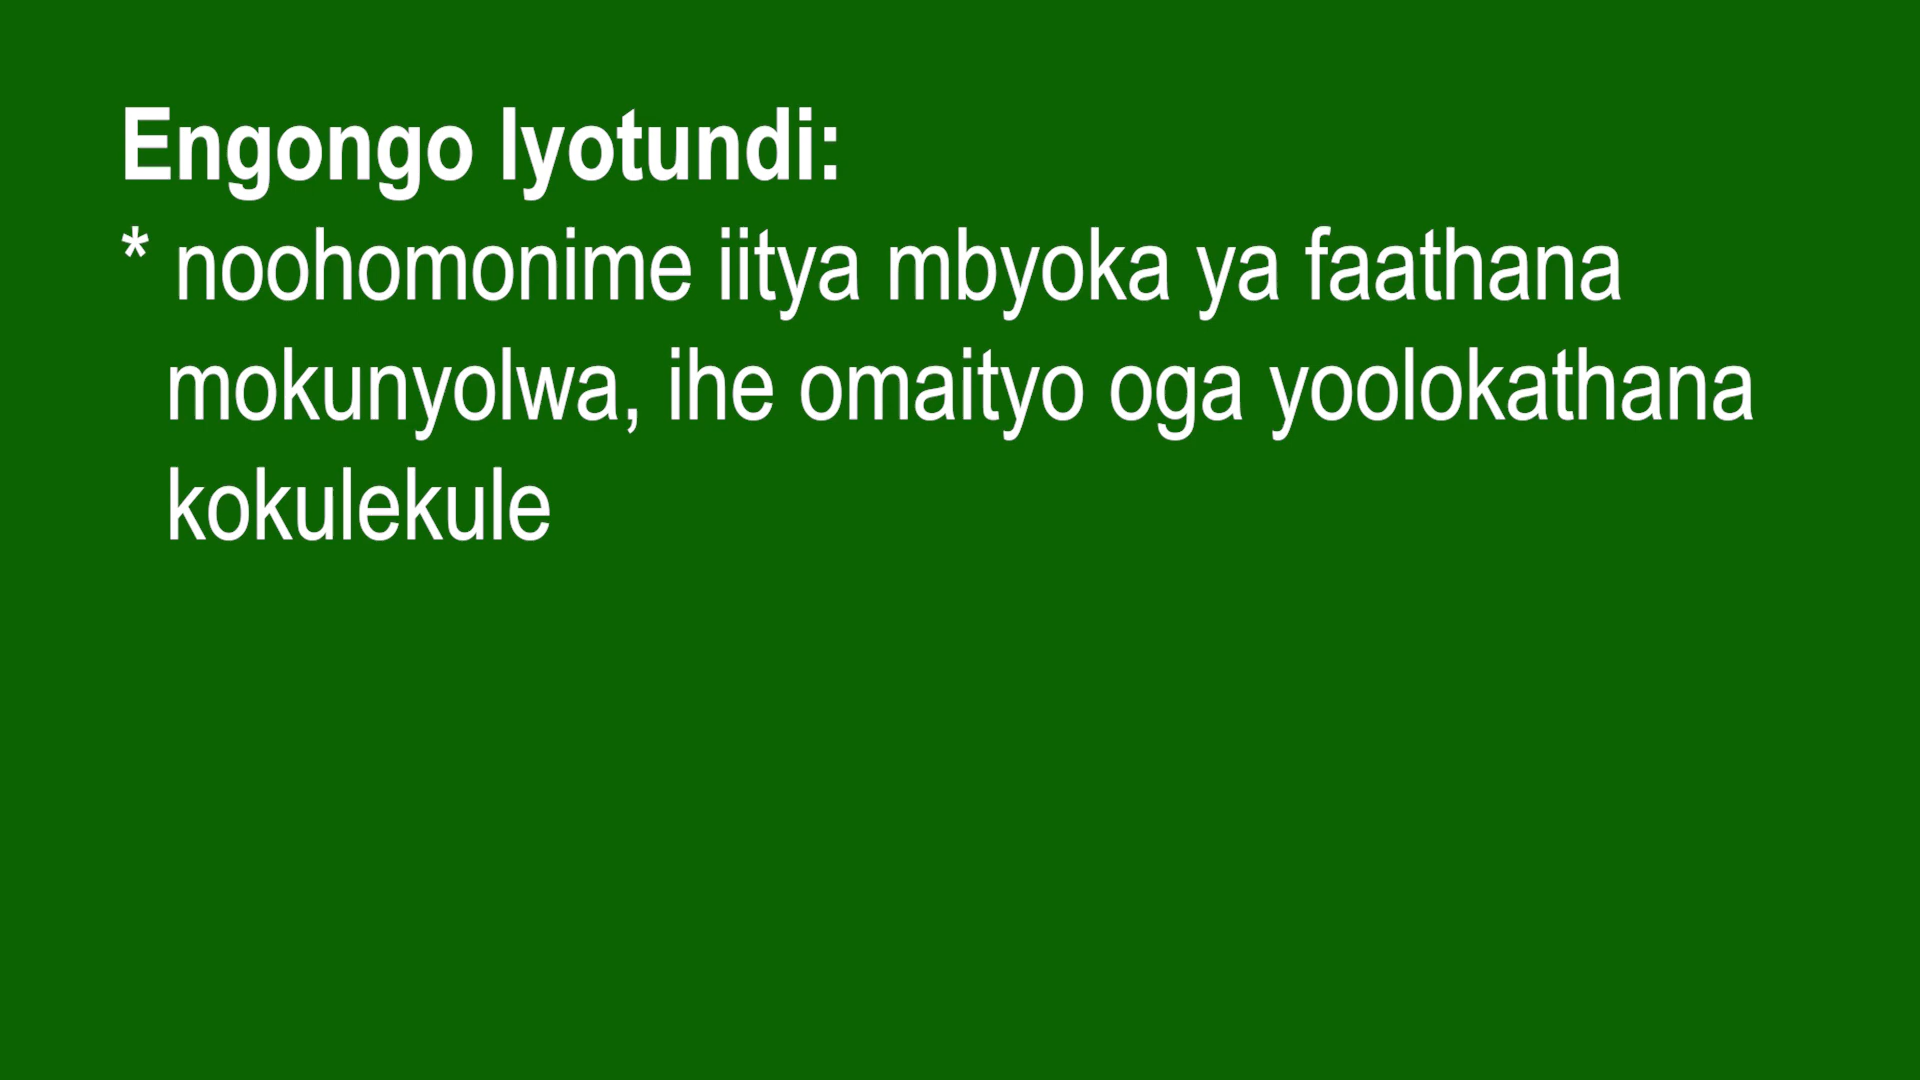 Engongo lyotundi:
* noohomonime iitya mbyoka ya faathana
mokunyolwa, ihe omaityo oga yoolokathana
kokulekule